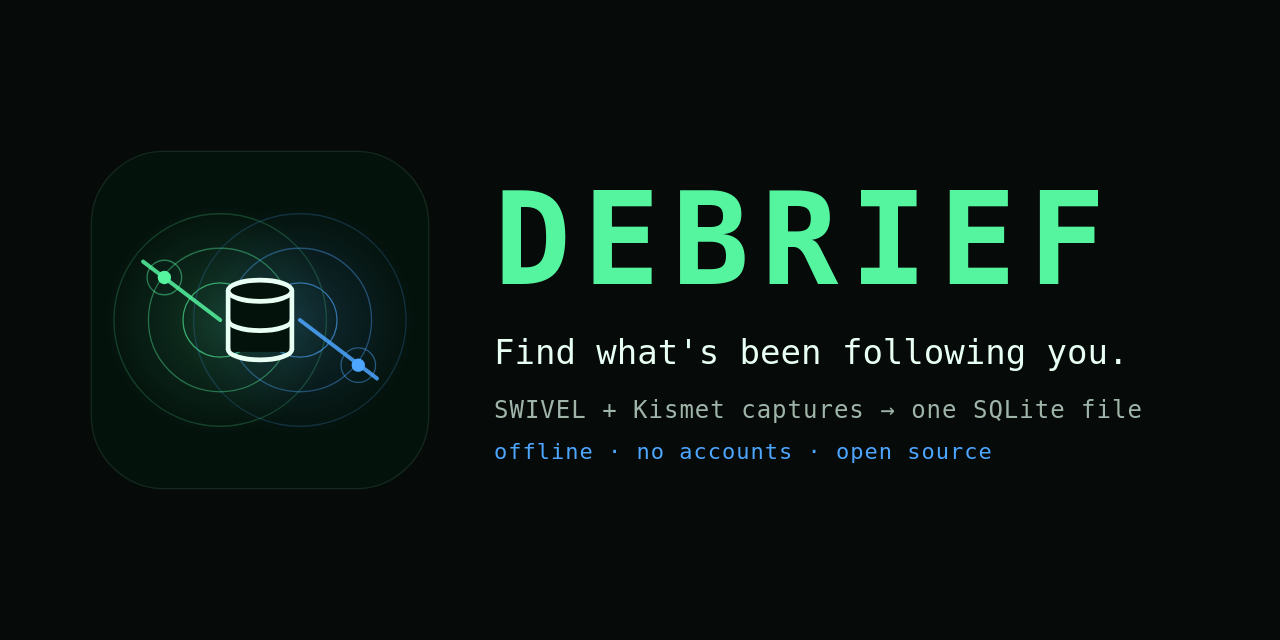 DEBRIEF
Find what's been following you.
SWIVEL + Kismet captures → one SQLite file
offline · no accounts · open source